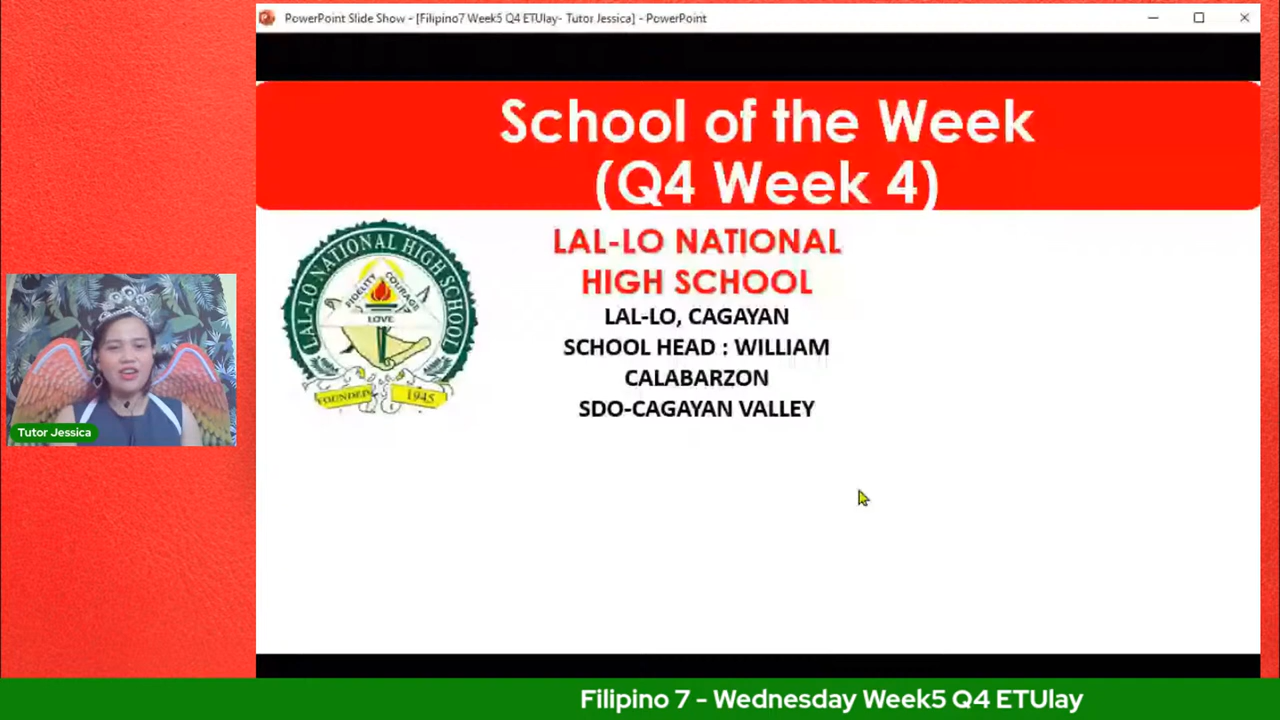 PowerPoint Slide Show - [Filipino7 Week5 Q4 ETUlay- Tutor Jessica] - PowerPoint
School of the Week
(Q4 Week 4)
LAL-LO NATIONAL HIGH SCHOOL
FIDELITY COURAGE
LOVE
FOUNDED 1945
LAL-LO NATIONAL
HIGH SCHOOL
LAL-LO, CAGAYAN
SCHOOL HEAD : WILLIAM
CALABARZON
SDO-CAGAYAN VALLEY
Tutor Jessica
Filipino 7 - Wednesday Week5 Q4 ETUlay